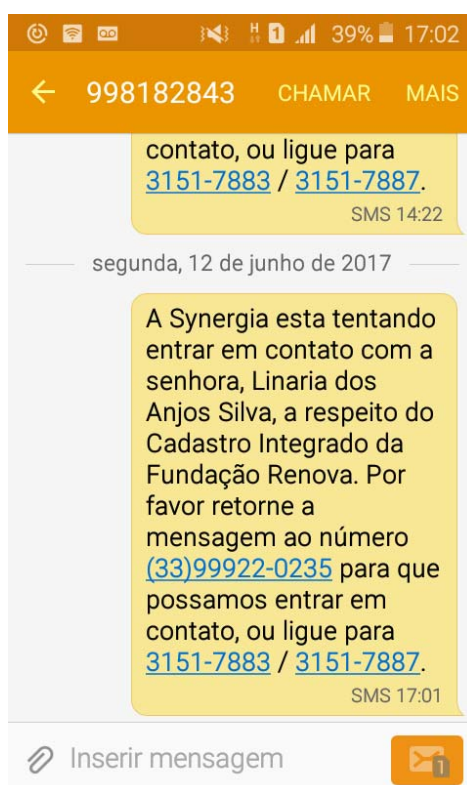 39% 17:02
998182843 CHAMAR MAIS
contato, ou ligue para
3151-7883 / 3151-7887.
SMS 14:22
segunda, 12 de junho de 2017
A Synergia esta tentando
entrar em contato com a
senhora, Linaria dos
Anjos Silva, a respeito do
Cadastro Integrado da
Fundação Renova. Por
favor retorne a
mensagem ao número
(33)99922-0235 para que
possamos entrar em
contato, ou ligue para
3151-7883 / 3151-7887.
SMS 17:01
Inserir mensagem
1